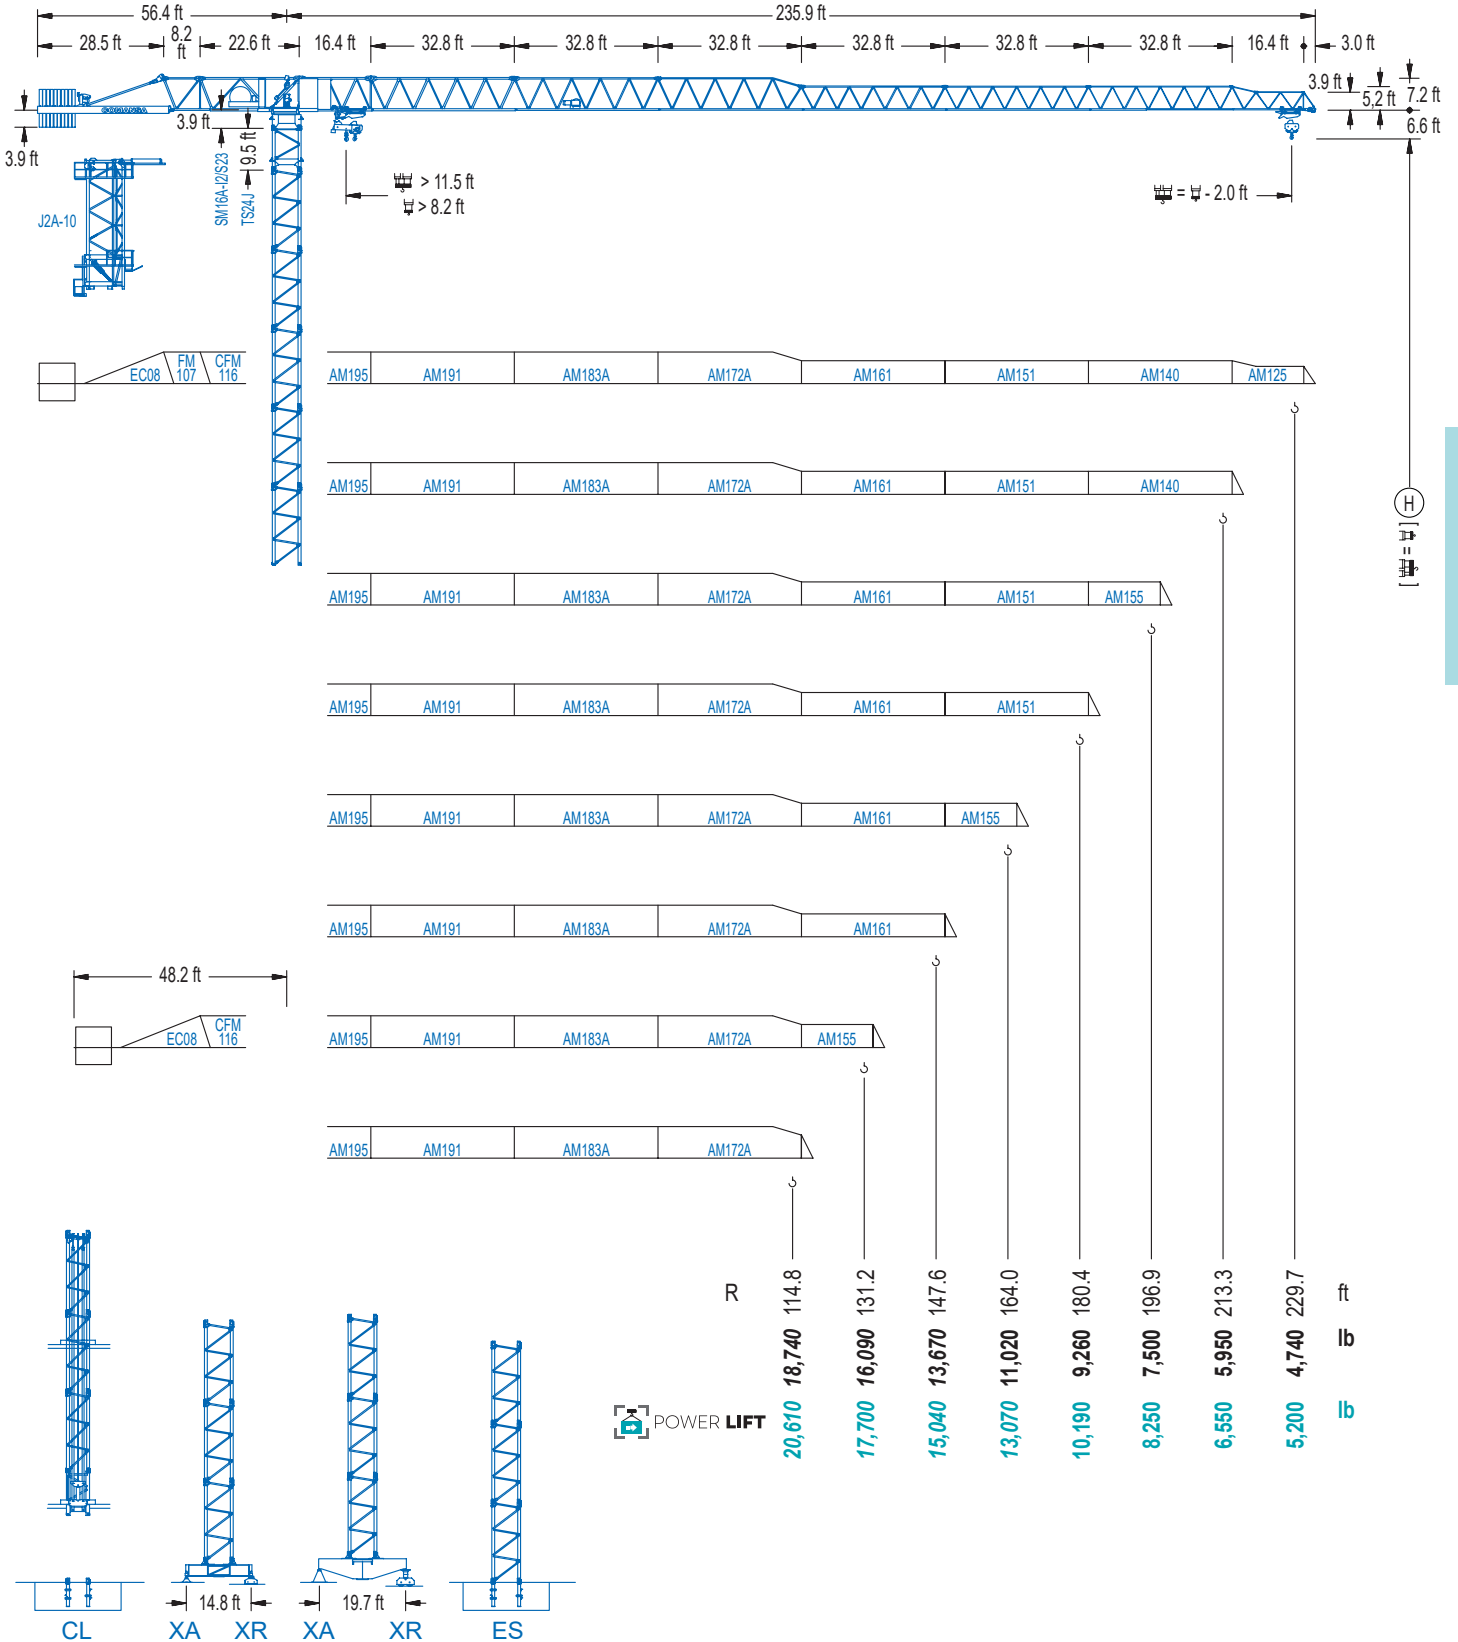 56.4 ft
235.9 ft
28.5 ft
8.2 ft
22.6 ft
16.4 ft
32.8 ft
32.8 ft
32.8 ft
32.8 ft
32.8 ft
32.8 ft
16.4 ft
3.0 ft
COMANSA
3.9 ft
3.9 ft
5,2 ft
7.2 ft
6.6 ft
3.9 ft
9.5 ft
SM16A-I2/S23
TS24J
J2A-10
> 11.5 ft
> 8.2 ft
= - 2.0 ft
H
[ = ]
EC08 FM 107 CFM 116
AM195 AM191 AM183A AM172A AM161 AM151 AM140 AM125
AM195 AM191 AM183A AM172A AM161 AM151 AM140
AM195 AM191 AM183A AM172A AM161 AM151 AM155
AM195 AM191 AM183A AM172A AM161 AM151
AM195 AM191 AM183A AM172A AM161 AM155
AM195 AM191 AM183A AM172A AM161
48.2 ft
EC08 CFM 116
AM195 AM191 AM183A AM172A AM155
AM195 AM191 AM183A AM172A
R 114.8 131.2 147.6 164.0 180.4 196.9 213.3 229.7 ft
18,740 16,090 13,670 11,020 9,260 7,500 5,950 4,740 lb
POWER LIFT 20,610 17,700 15,040 13,070 10,190 8,250 6,550 5,200 lb
14.8 ft
19.7 ft
CL
XA
XR
XA
XR
ES